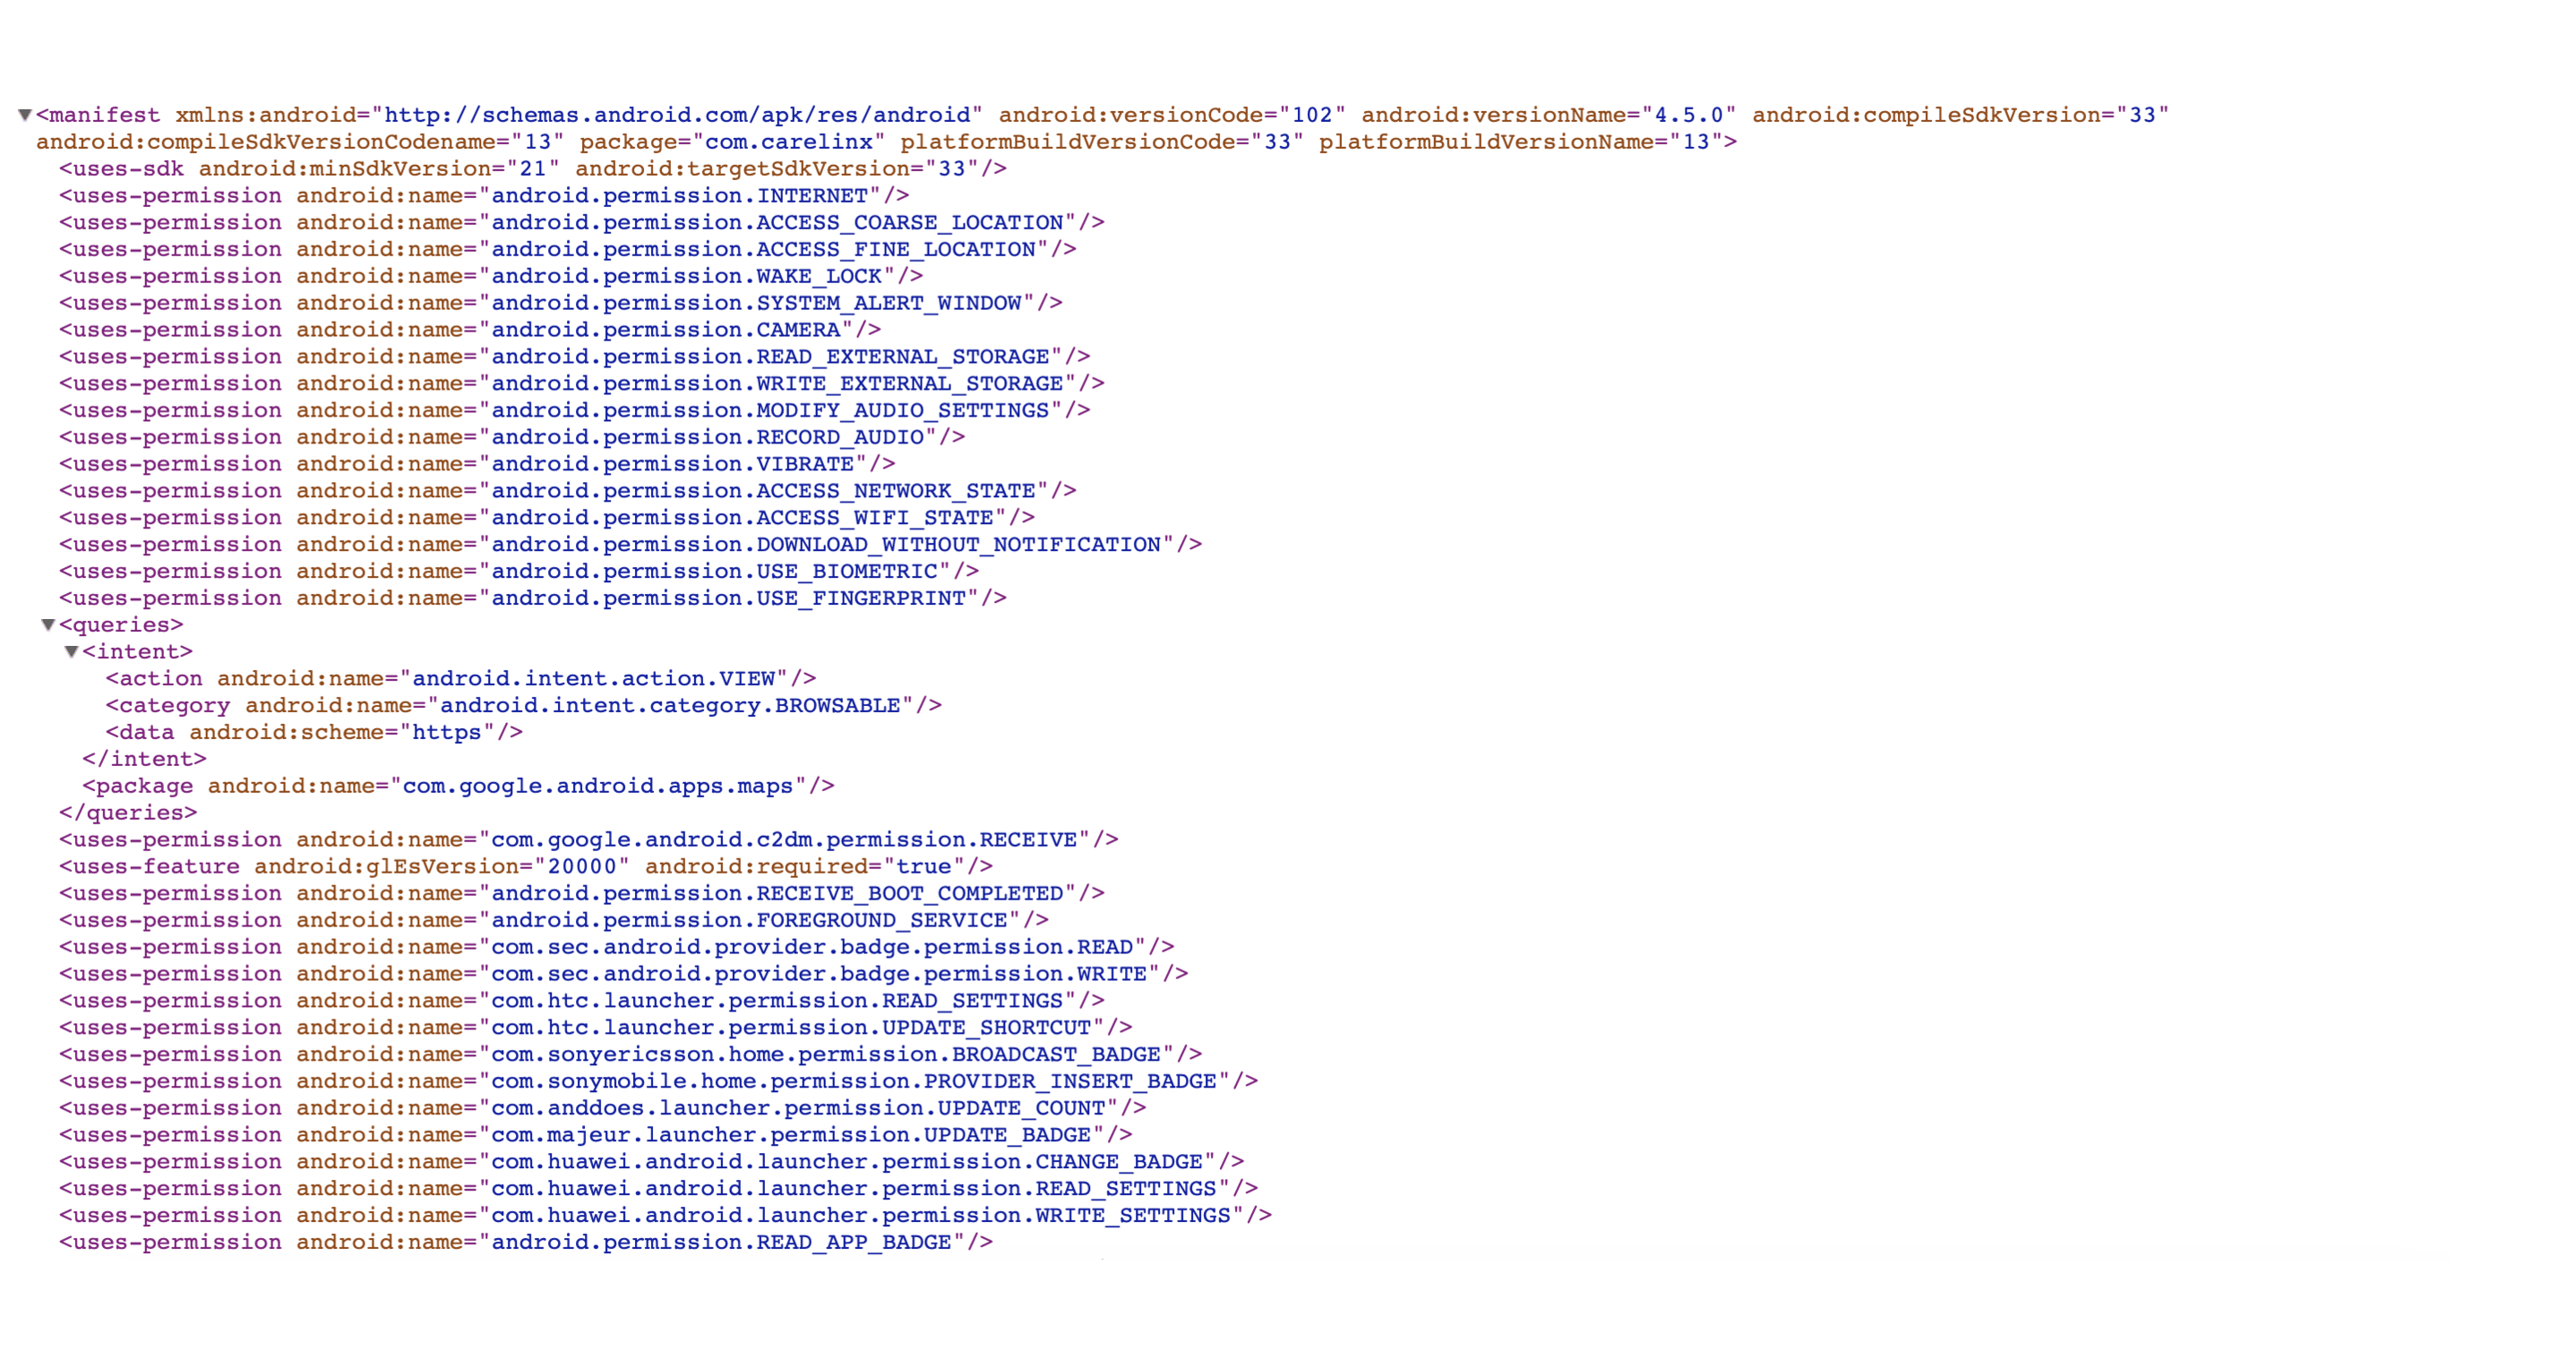 ▼<manifest xmlns:android="http://schemas.android.com/apk/res/android" android:versionCode="102" android:versionName="4.5.0" android:compileSdkVersion="33"
android:compileSdkVersionCodename="13" package="com.carelinx" platformBuildVersionCode="33" platformBuildVersionName="13">
<uses-sdk android:minSdkVersion="21" android:targetSdkVersion="33"/>
<uses-permission android:name="android.permission.INTERNET"/>
<uses-permission android:name="android.permission.ACCESS_COARSE_LOCATION"/>
<uses-permission android:name="android.permission.ACCESS_FINE_LOCATION"/>
<uses-permission android:name="android.permission.WAKE_LOCK"/>
<uses-permission android:name="android.permission.SYSTEM_ALERT_WINDOW"/>
<uses-permission android:name="android.permission.CAMERA"/>
<uses-permission android:name="android.permission.READ_EXTERNAL_STORAGE"/>
<uses-permission android:name="android.permission.WRITE_EXTERNAL_STORAGE"/>
<uses-permission android:name="android.permission.MODIFY_AUDIO_SETTINGS"/>
<uses-permission android:name="android.permission.RECORD_AUDIO"/>
<uses-permission android:name="android.permission.VIBRATE"/>
<uses-permission android:name="android.permission.ACCESS_NETWORK_STATE"/>
<uses-permission android:name="android.permission.ACCESS_WIFI_STATE"/>
<uses-permission android:name="android.permission.DOWNLOAD_WITHOUT_NOTIFICATION"/>
<uses-permission android:name="android.permission.USE_BIOMETRIC"/>
<uses-permission android:name="android.permission.USE_FINGERPRINT"/>
▼<queries>
▼<intent>
<action android:name="android.intent.action.VIEW"/>
<category android:name="android.intent.category.BROWSABLE"/>
<data android:scheme="https"/>
</intent>
<package android:name="com.google.android.apps.maps"/>
</queries>
<uses-permission android:name="com.google.android.c2dm.permission.RECEIVE"/>
<uses-feature android:glEsVersion="20000" android:required="true"/>
<uses-permission android:name="android.permission.RECEIVE_BOOT_COMPLETED"/>
<uses-permission android:name="android.permission.FOREGROUND_SERVICE"/>
<uses-permission android:name="com.sec.android.provider.badge.permission.READ"/>
<uses-permission android:name="com.sec.android.provider.badge.permission.WRITE"/>
<uses-permission android:name="com.htc.launcher.permission.READ_SETTINGS"/>
<uses-permission android:name="com.htc.launcher.permission.UPDATE_SHORTCUT"/>
<uses-permission android:name="com.sonyericsson.home.permission.BROADCAST_BADGE"/>
<uses-permission android:name="com.sonymobile.home.permission.PROVIDER_INSERT_BADGE"/>
<uses-permission android:name="com.anddoes.launcher.permission.UPDATE_COUNT"/>
<uses-permission android:name="com.majeur.launcher.permission.UPDATE_BADGE"/>
<uses-permission android:name="com.huawei.android.launcher.permission.CHANGE_BADGE"/>
<uses-permission android:name="com.huawei.android.launcher.permission.READ_SETTINGS"/>
<uses-permission android:name="com.huawei.android.launcher.permission.WRITE_SETTINGS"/>
<uses-permission android:name="android.permission.READ_APP_BADGE"/>